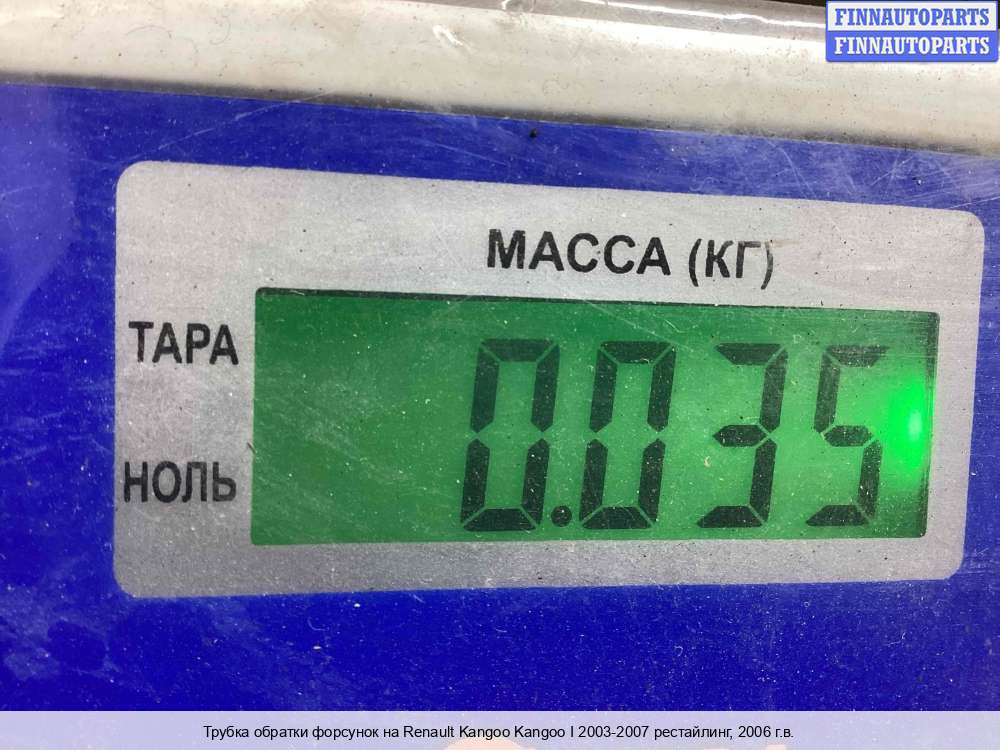 FINNAUTOPARTS
FINNAUTOPARTS
МАССА (КГ)
ТАРА
0.035
НОЛЬ
Трубка обратки форсунок на Renault Kangoo Kangoo I 2003-2007 рестайлинг, 2006 г.в.